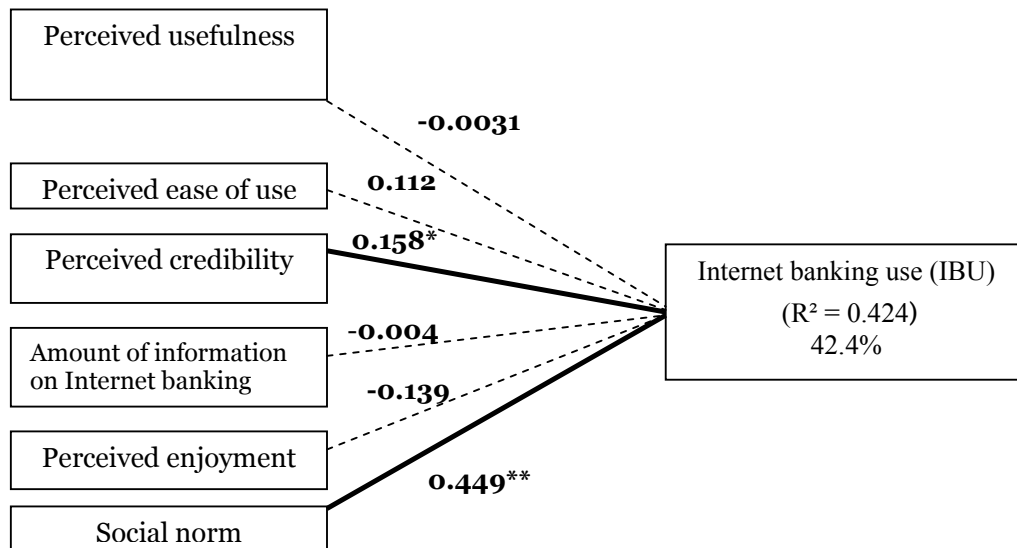 Perceived usefulness
-0.0031
Perceived ease of use
0.112
Perceived credibility
0.158*
Internet banking use (IBU)
(R² = 0.424)
42.4%
Amount of information
on Internet banking
-0.004
Perceived enjoyment
-0.139
Social norm
0.449**